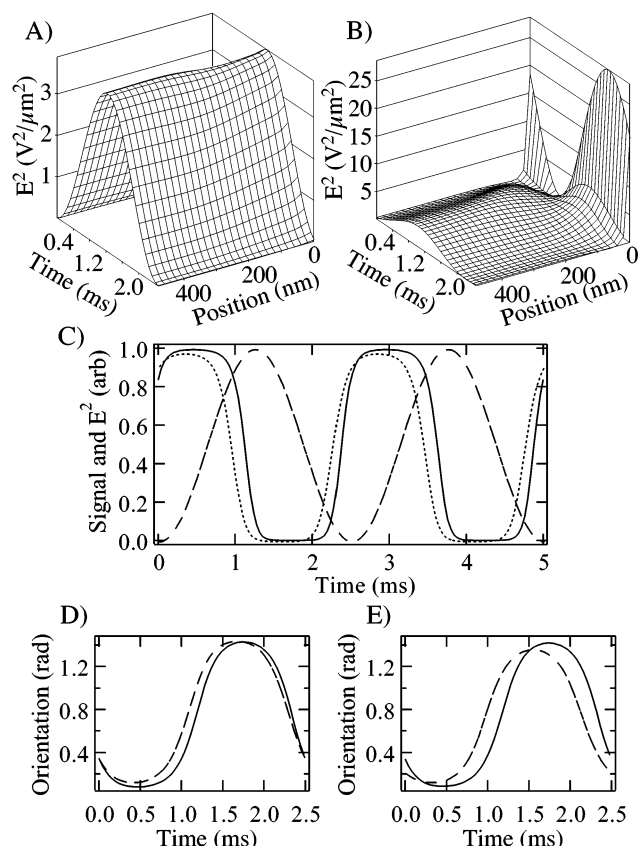 A)
B)
E² (V²/μm²)
3
2
1
0.4
1.2
2.0
Time (ms)
400
200
0
Position (nm)
E² (V²/μm²)
25
20
15
10
5
0.4
1.2
2.0
Time (ms)
400
200
0
Position (nm)
C)
Signal and E² (arb)
1.0
0.8
0.6
0.4
0.2
0.0
0 1 2 3 4 5
Time (ms)
D)
E)
Orientation (rad)
1.2
0.8
0.4
0.0 0.5 1.0 1.5 2.0 2.5
Time (ms)
Orientation (rad)
1.2
0.8
0.4
0.0 0.5 1.0 1.5 2.0 2.5
Time (ms)